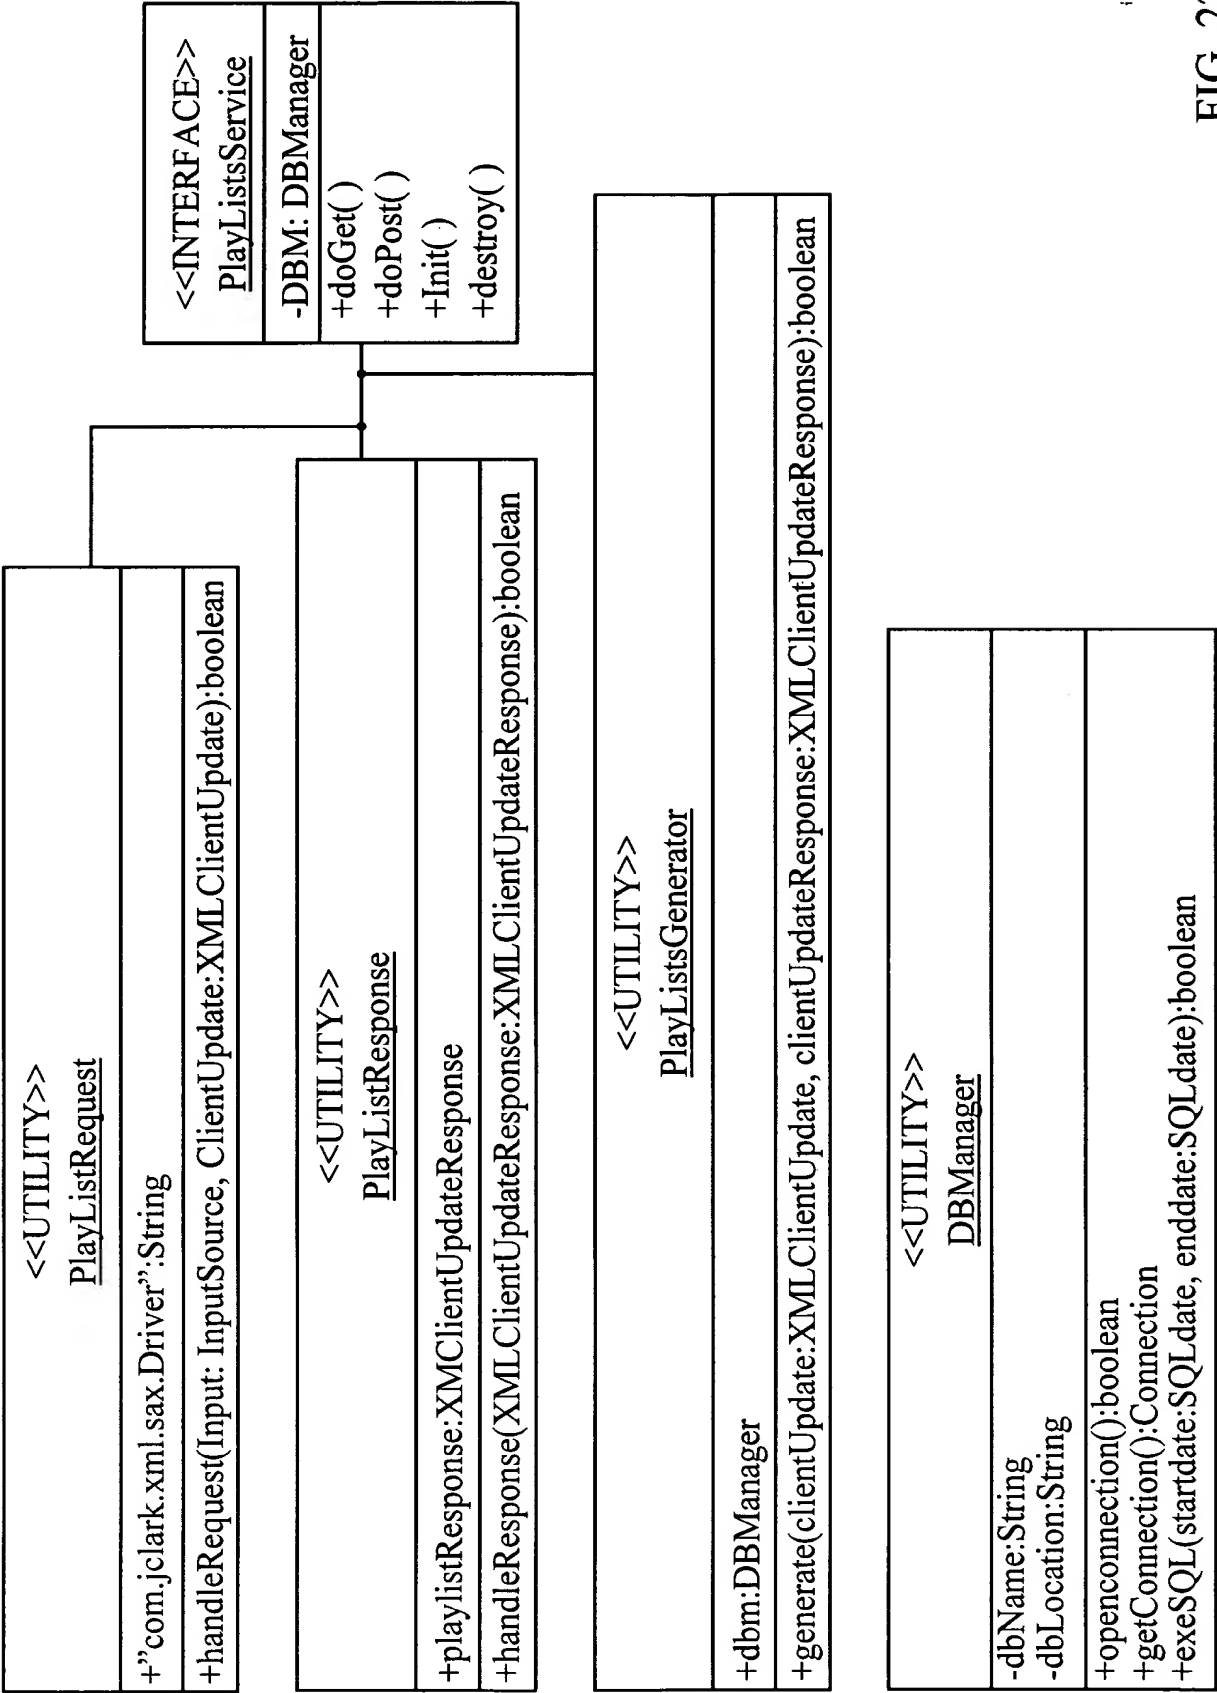 <<UTILITY>>
PlayListRequest
+"com.jclark.xml.sax.Driver":String
+handleRequest(Input: InputSource, ClientUpdate:XMLClientUpdate):boolean
<<INTERFACE>>
PlayListsService
-DBM: DBManager
+doGet( )
+doPost( )
+Init( )
+destroy( )
<<UTILITY>>
PlayListResponse
+playlistResponse:XMClientUpdateResponse
+handleResponse(XMLClientUpdateResponse:XMLClientUpdateResponse):boolean
<<UTILITY>>
PlayListsGenerator
+dbm:DBManager
+generate(clientUpdate:XMLClientUpdate, clientUpdateResponse:XMLClientUpdateResponse):boolean
<<UTILITY>>
DBManager
-dbName:String
-dbLocation:String
+openconnection():boolean
+getConnection():Connection
+exeSQL(startdate:SQLdate, enddate:SQLdate):boolean
FIG.